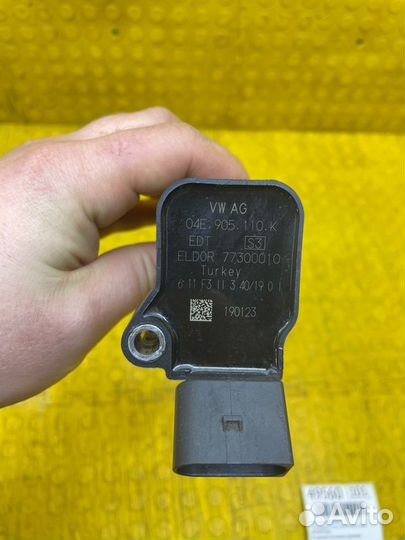 VW AG
04E.905.110.K
EDT S3
ELDOR 77300010
Turkey
6 11 F3 11 3 40/19 0 1
190123
Avito